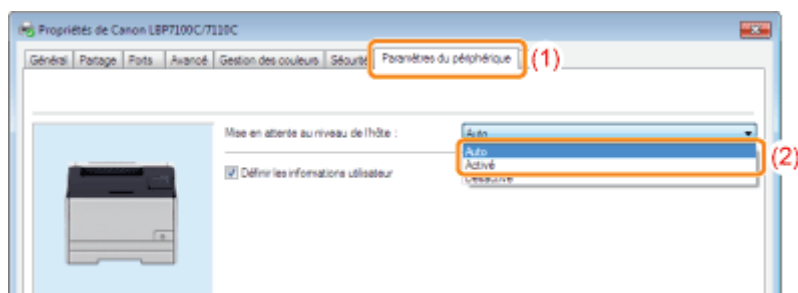 Propriétés de Canon LBP7100C/7110C
Général Partage Ports Avancé Gestion des couleurs Sécurité Paramètres du périphérique (1)
Mise en attente au niveau de l'hôte : Auto
Auto
Activé (2)
Définir les informations utilisateur Désactivé